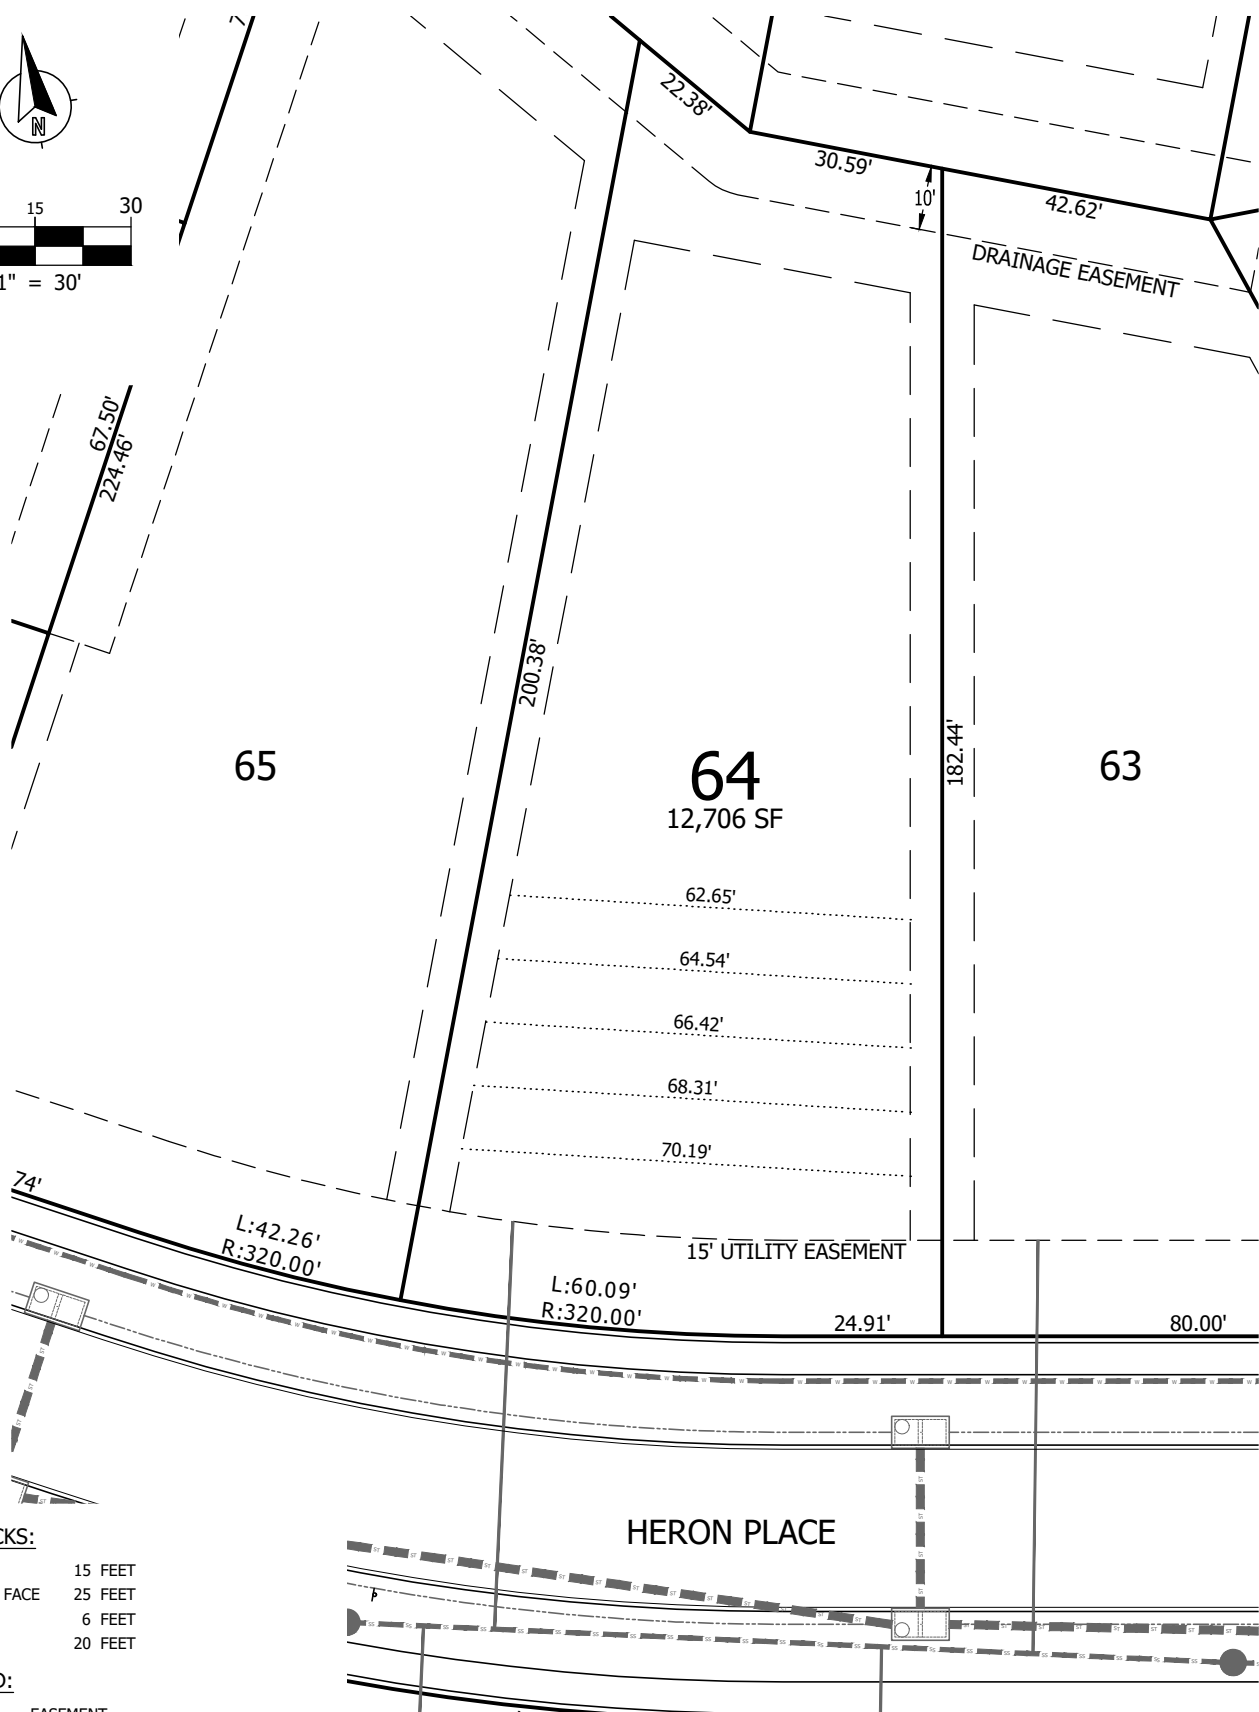 N
15 30
1" = 30'
22.38'
30.59'
10'
42.62'
DRAINAGE EASEMENT
67.50'
224.46'
200.38'
182.44'
65
64
12,706 SF
63
62.65'
64.54'
66.42'
68.31'
70.19'
74'
L:42.26'
R:320.00'
15' UTILITY EASEMENT
L:60.09'
R:320.00'
24.91'
80.00'
HERON PLACE
CKS:
15 FEET
FACE 25 FEET
6 FEET
20 FEET
D:
EASEMENT